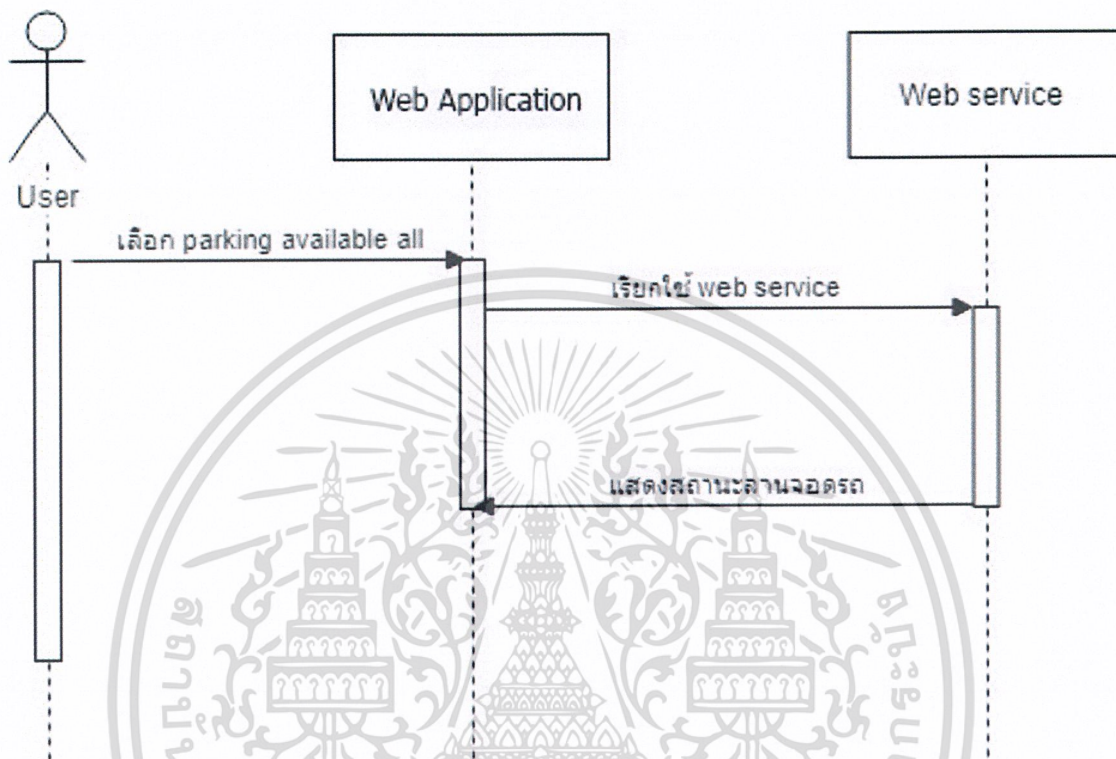 Web Application
Web service
User
เลือก parking available all
เรียกใช้ web service
แสดงสถานะลานจอดรถ